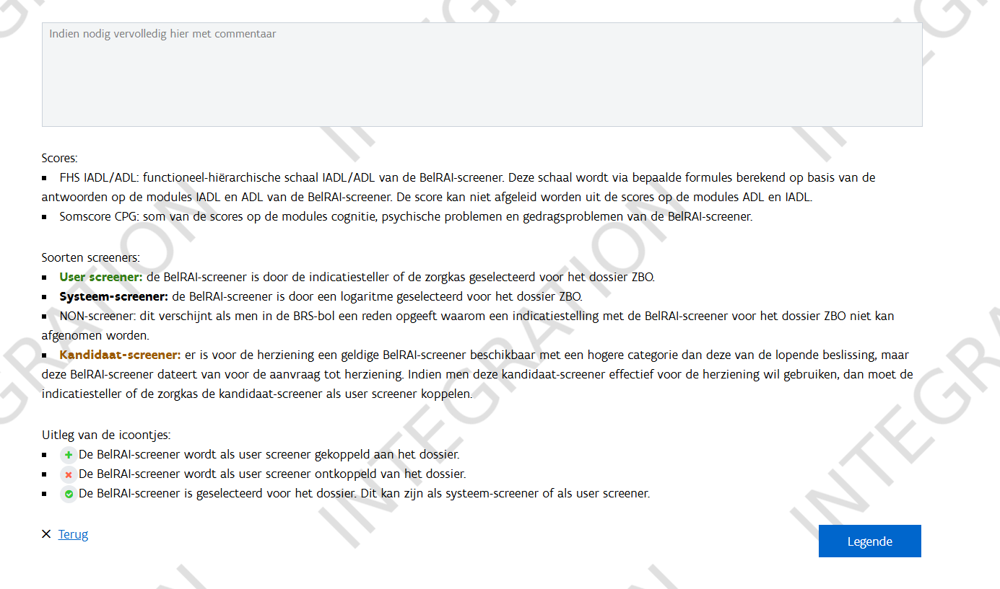 Indien nodig vervolledig hier met commentaar
Scores:
▪ FHS IADL/ADL: functioneel-hiërarchische schaal IADL/ADL van de BelRAI-screener. Deze schaal wordt via bepaalde formules berekend op basis van de
antwoorden op de modules IADL en ADL van de BelRAI-screener. De score kan niet afgeleid worden uit de scores op de modules ADL en IADL.
▪ Somscore CPG: som van de scores op de modules cognitie, psychische problemen en gedragsproblemen van de BelRAI-screener.
Soorten screeners:
▪ User screener: de BelRAI-screener is door de indicatiesteller of de zorgkas geselecteerd voor het dossier ZBO.
▪ Systeem-screener: de BelRAI-screener is door een logaritme geselecteerd voor het dossier ZBO.
▪ NON-screener: dit verschijnt als men in de BRS-bol een reden opgeeft waarom een indicatiestelling met de BelRAI-screener voor het dossier ZBO niet kan
afgenomen worden.
▪ Kandidaat-screener: er is voor de herziening een geldige BelRAI-screener beschikbaar met een hogere categorie dan deze van de lopende beslissing, maar
deze BelRAI-screener dateert van voor de aanvraag tot herziening. Indien men deze kandidaat-screener effectief voor de herziening wil gebruiken, dan moet de
indicatiesteller of de zorgkas de kandidaat-screener als user screener koppelen.
Uitleg van de icoontjes:
▪ De BelRAI-screener wordt als user screener gekoppeld aan het dossier.
▪ De BelRAI-screener wordt als user screener ontkoppeld van het dossier.
▪ De BelRAI-screener is geselecteerd voor het dossier. Dit kan zijn als systeem-screener of als user screener.
Terug
Legende
INTEGRATION
INTEGRATION